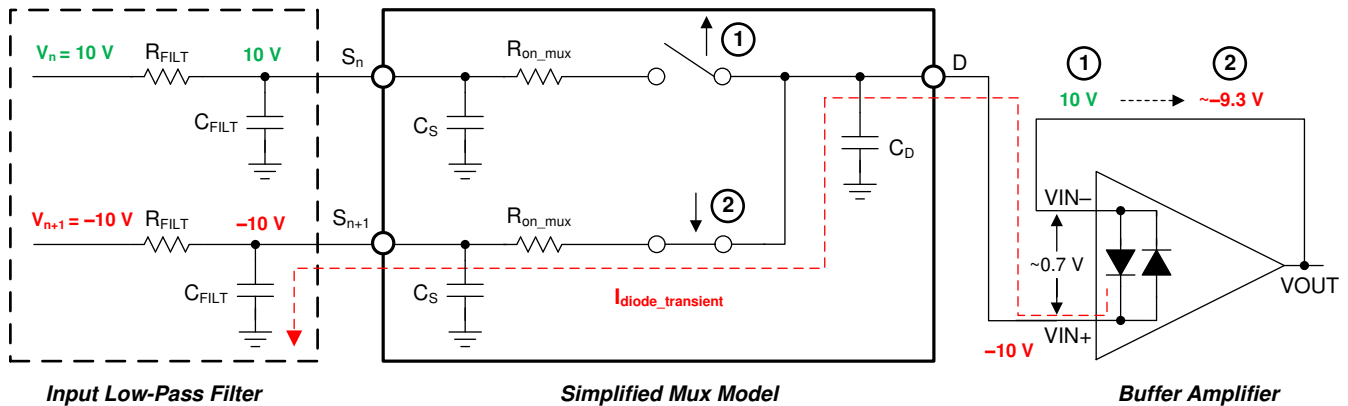 Vn = 10 V
RFILT
10 V
CFILT
Sn
Ron_mux
1
CS
D
CD
1
2
10 V
~–9.3 V
Vn+1 = –10 V
RFILT
–10 V
CFILT
Sn+1
Ron_mux
2
CS
Idiode_transient
VIN–
~0.7 V
VIN+
–10 V
VOUT
Input Low-Pass Filter
Simplified Mux Model
Buffer Amplifier